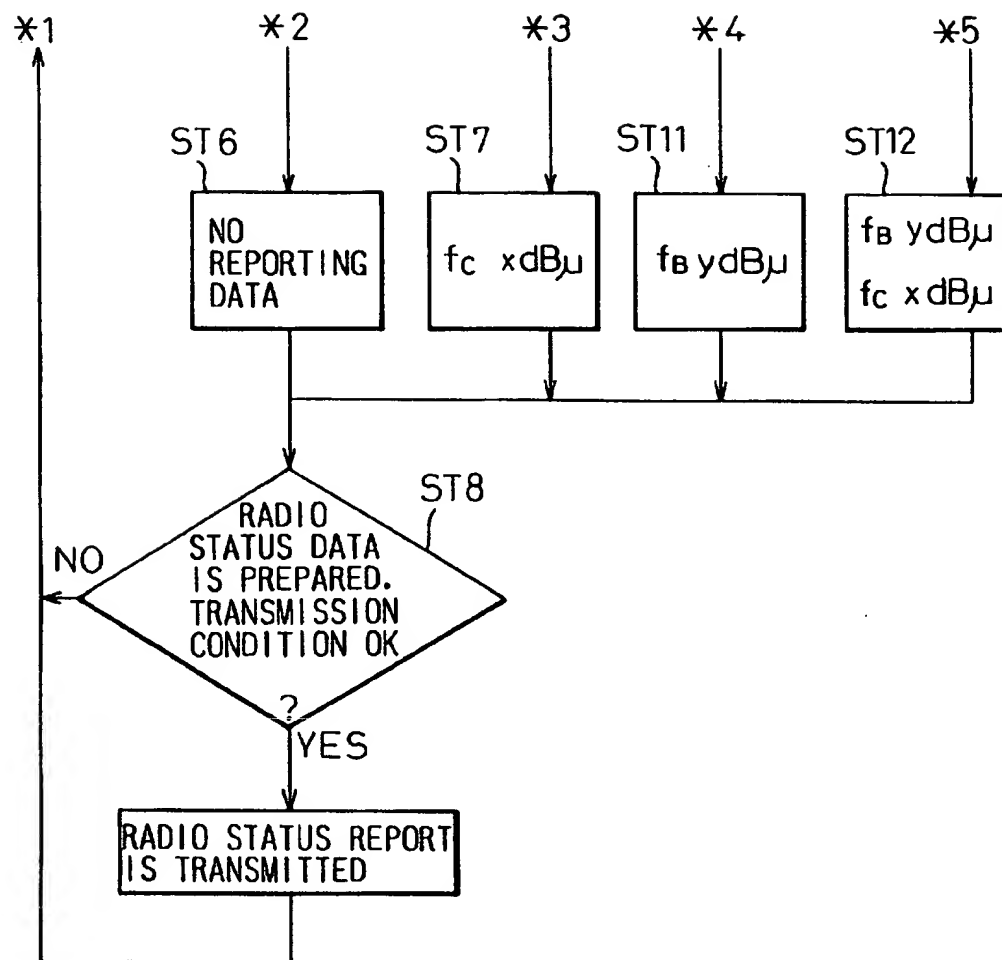 *1 *2 *3 *4 *5
ST6 ST7 ST11 ST12
NO
REPORTING
DATA
fC xdBμ
fB ydBμ
fB ydBμ
fC xdBμ
ST8
RADIO
STATUS DATA
IS PREPARED.
TRANSMISSION
CONDITION OK
?
NO
YES
RADIO STATUS REPORT
IS TRANSMITTED